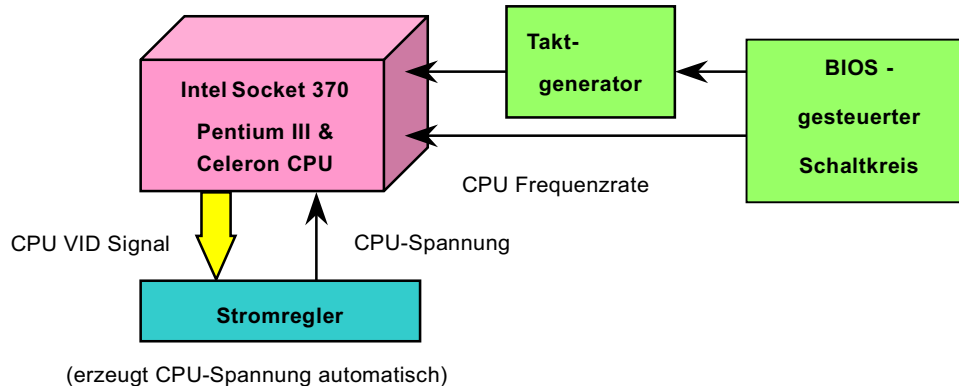 Intel Socket 370
Pentium III &
Celeron CPU
Takt-
generator
BIOS -
gesteuerter
Schaltkreis
CPU Frequenzrate
CPU VID Signal
CPU-Spannung
Stromregler
(erzeugt CPU-Spannung automatisch)